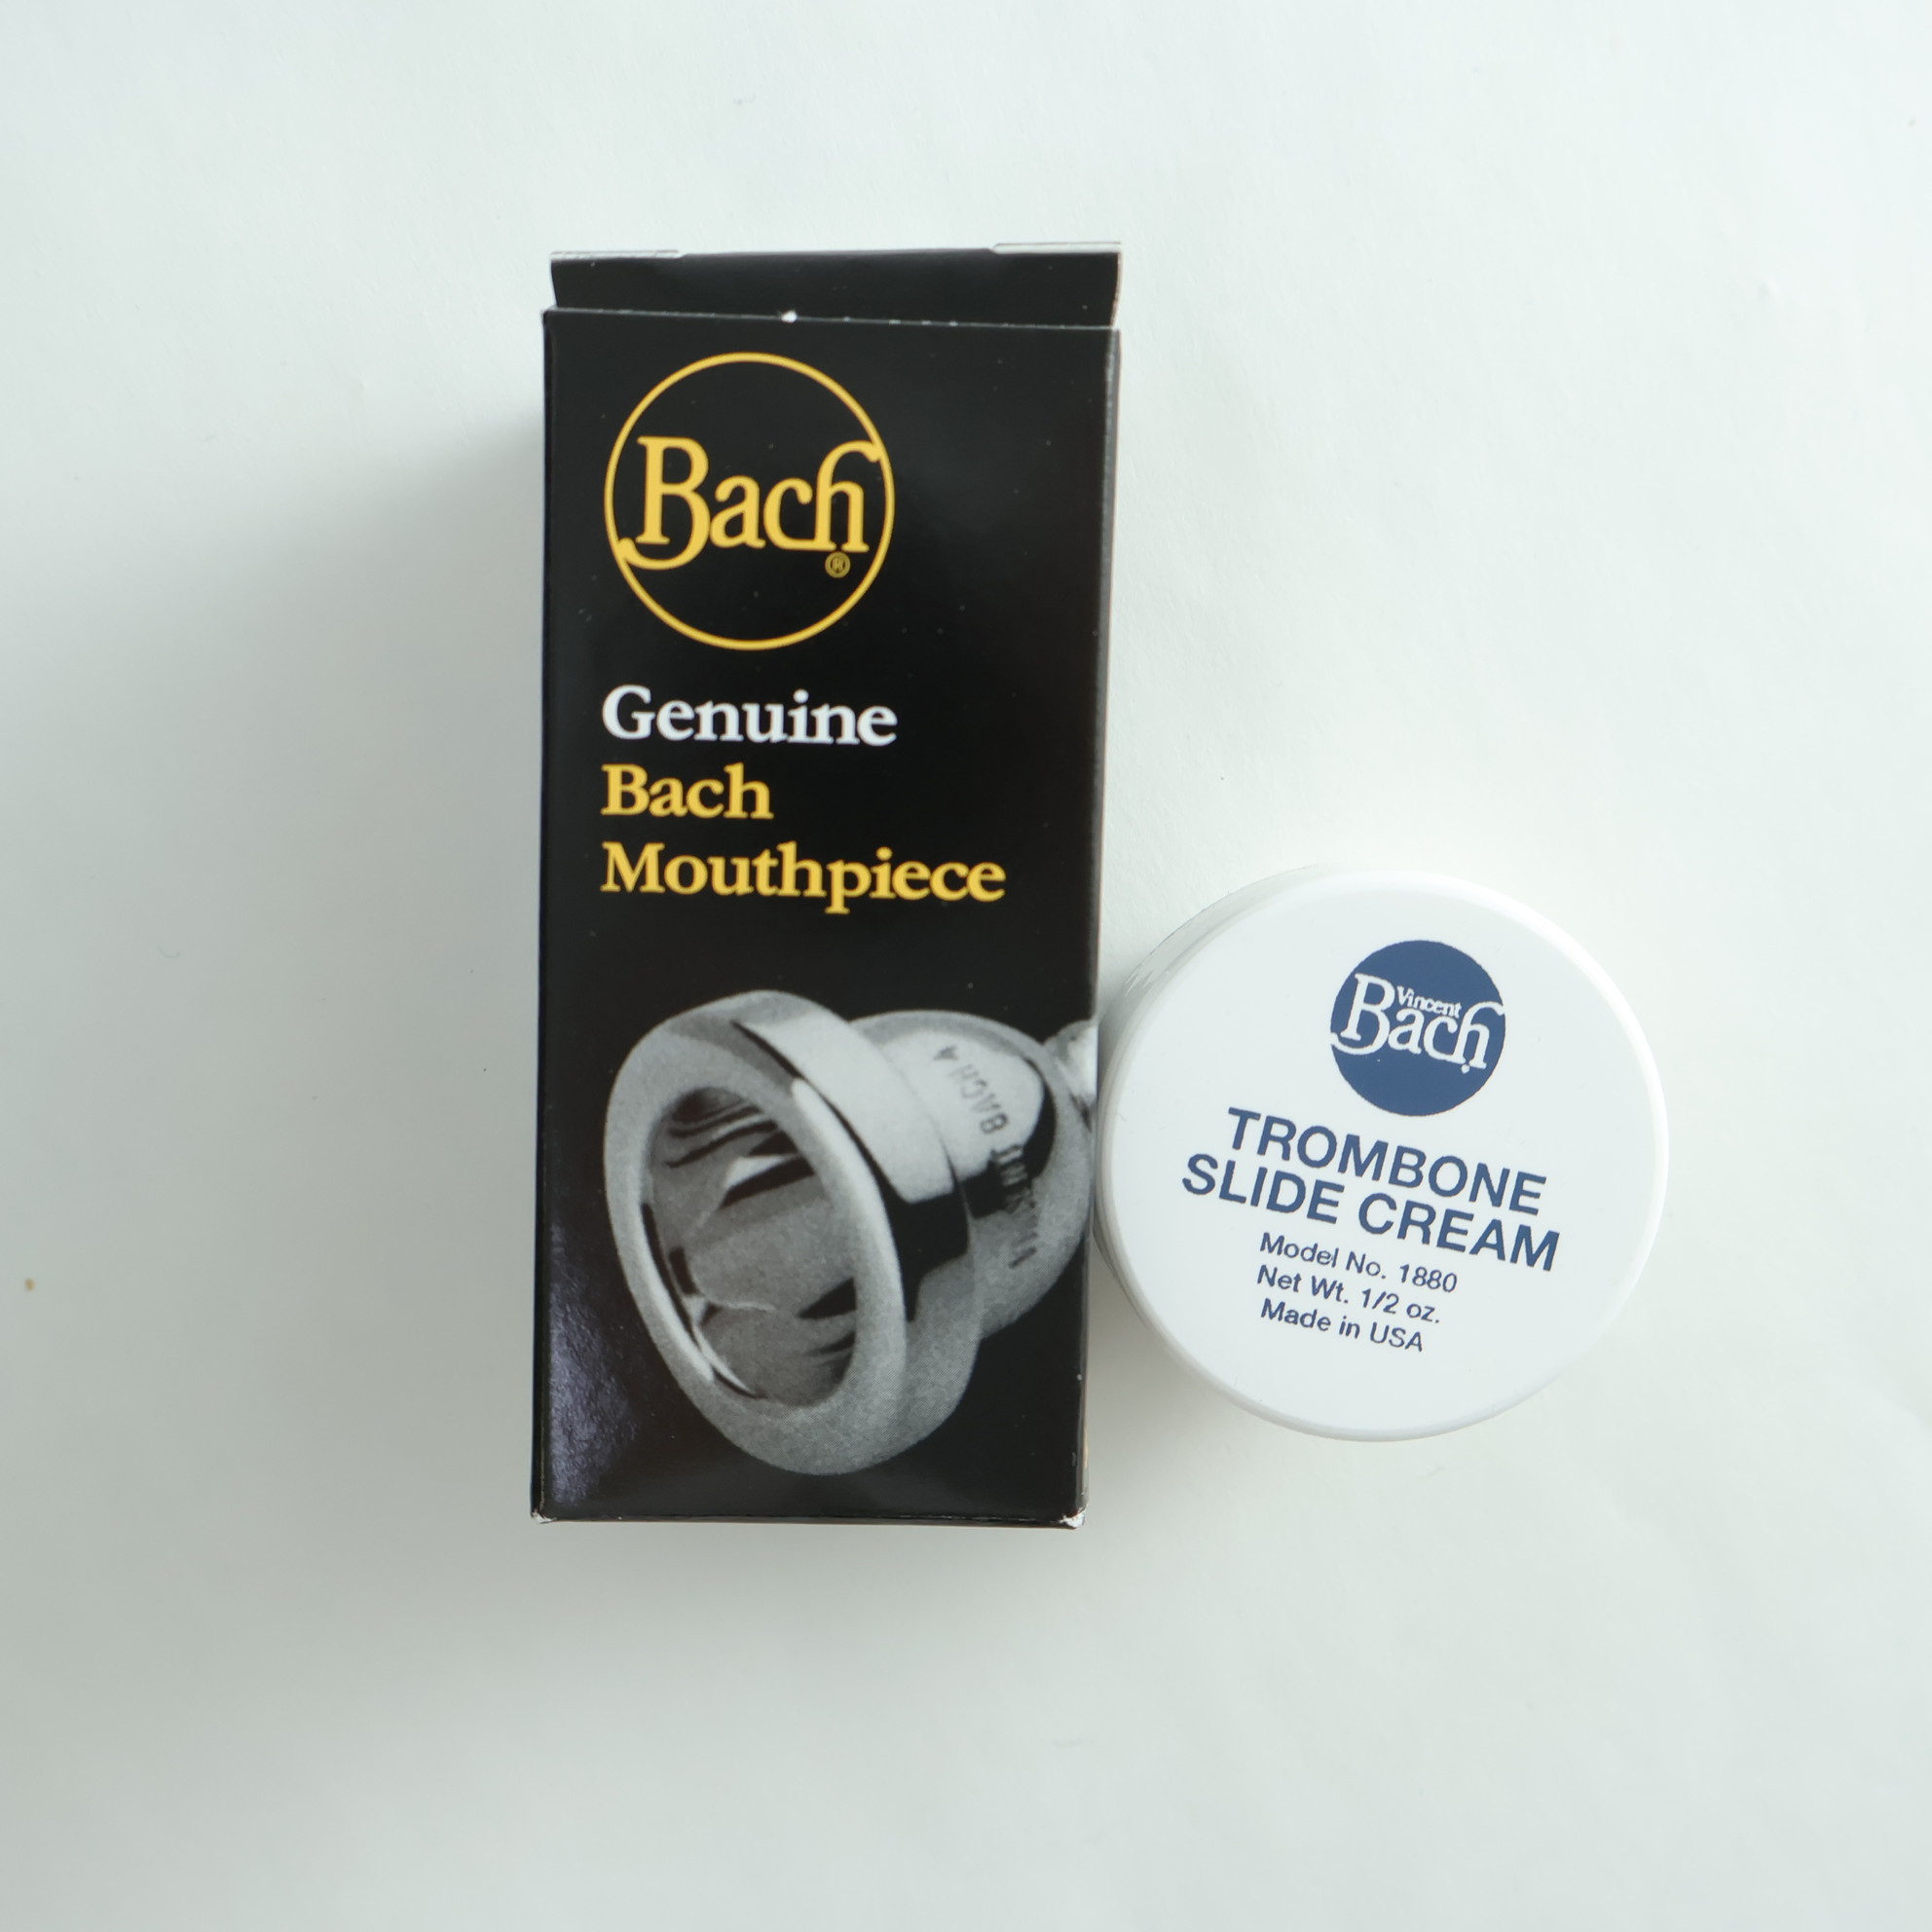 Bach
®
Genuine
Bach
Mouthpiece
BACH
Vincent
Bach
TROMBONE
SLIDE CREAM
Model No. 1880
Net Wt. 1/2 oz.
Made in USA